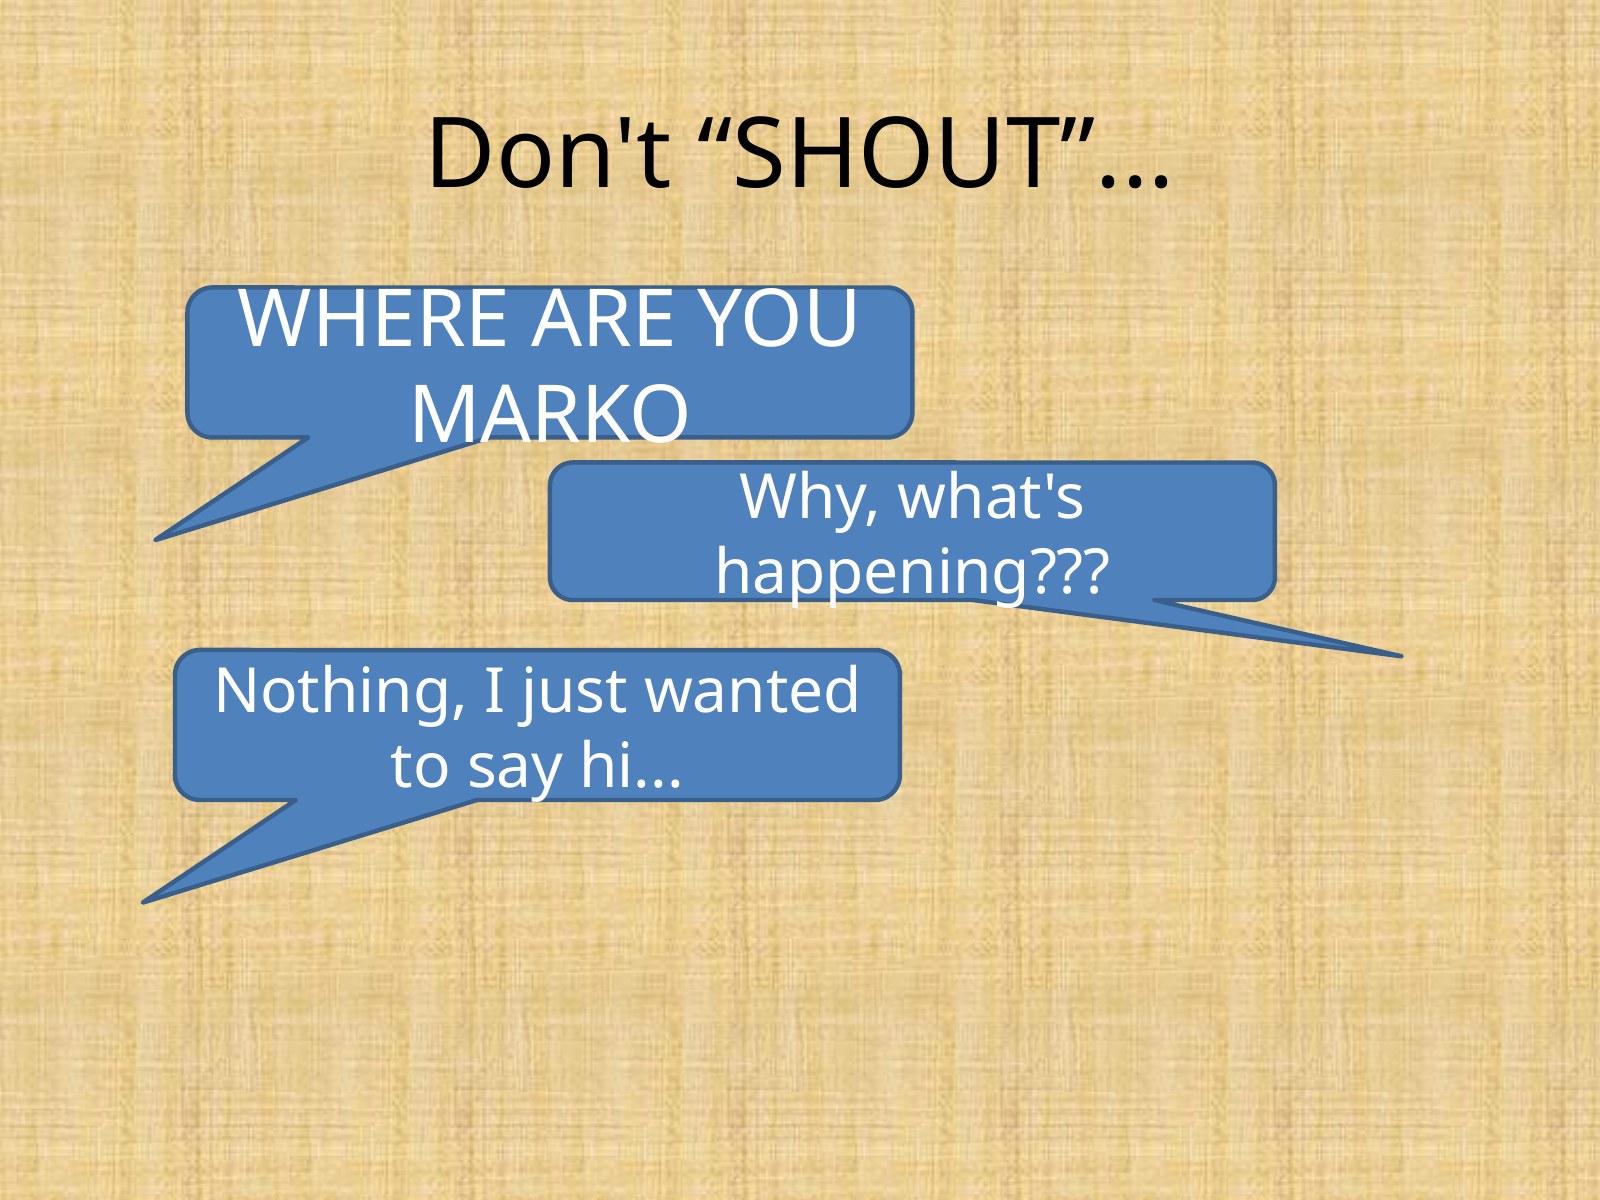 Don't “SHOUT”...
WHERE ARE YOU
MARKO
Why, what's
happening???
Nothing, I just wanted
to say hi...